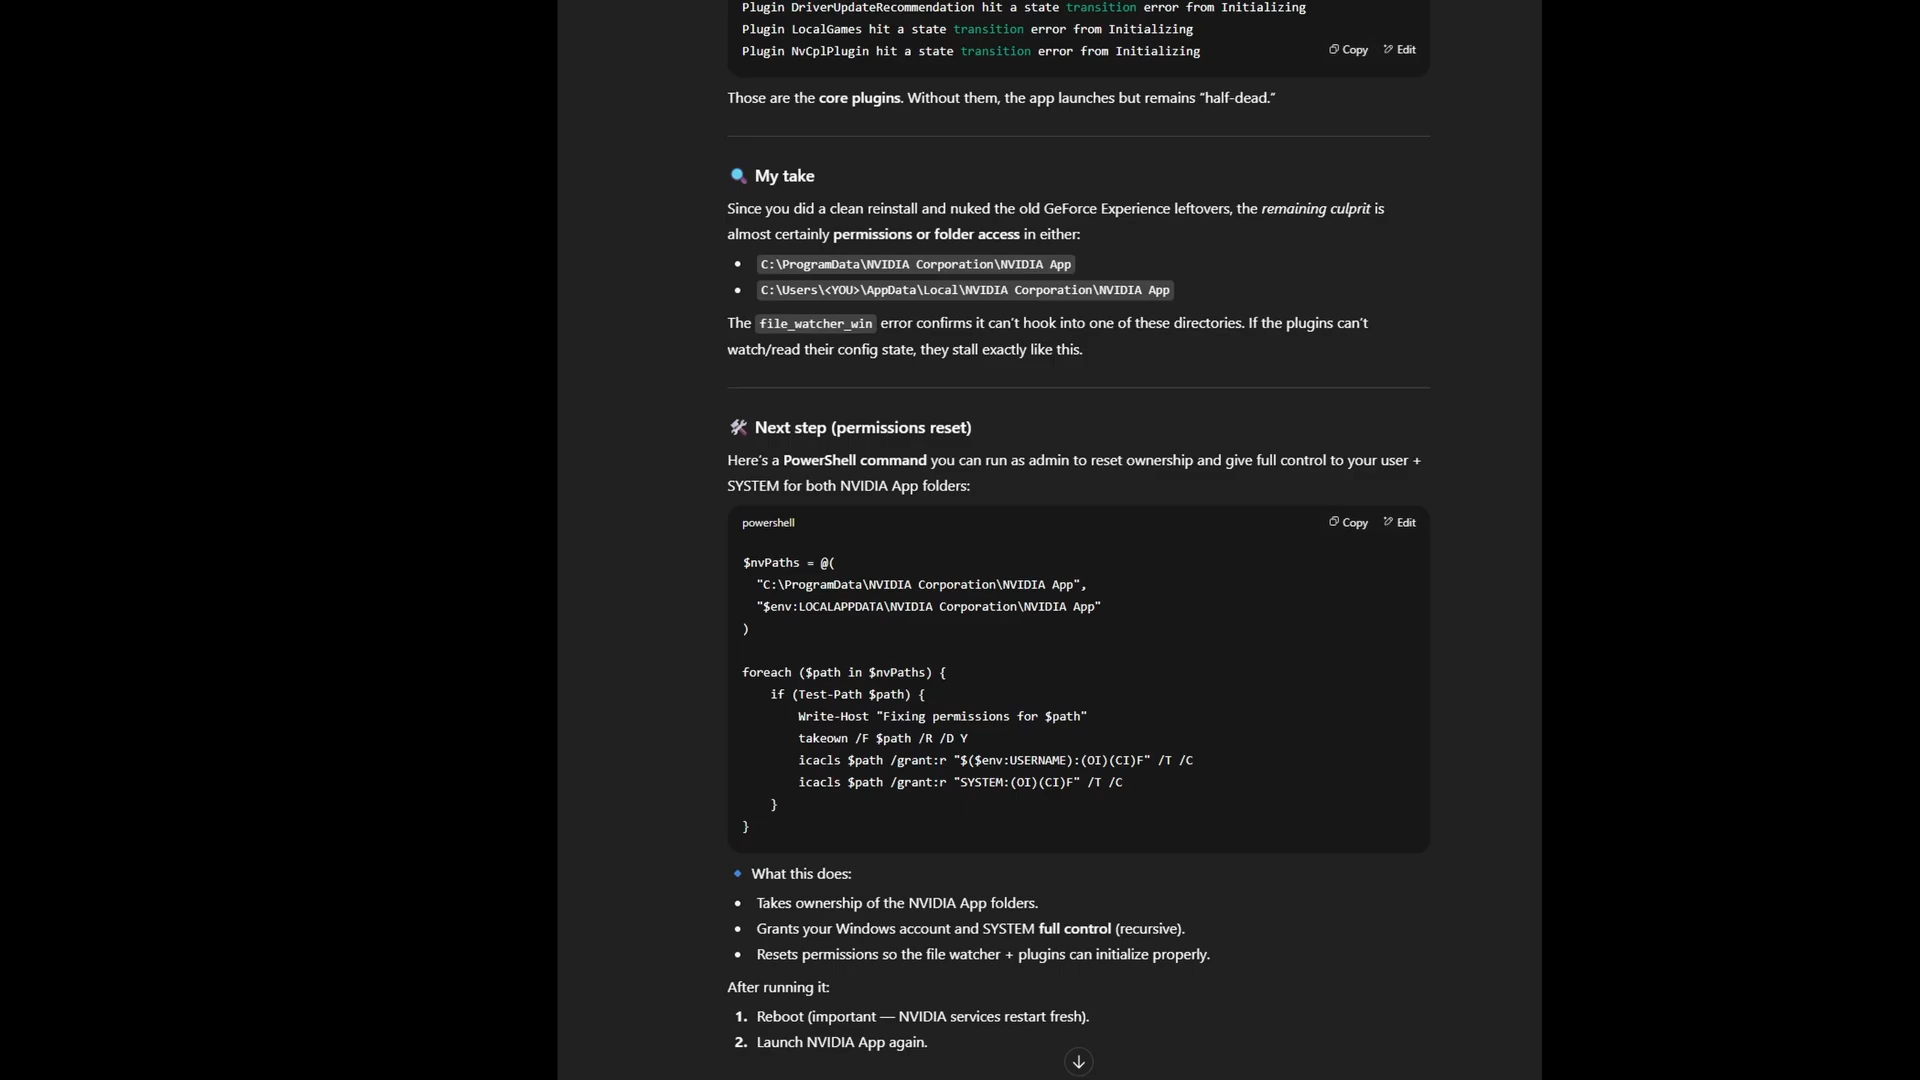 Plugin DriverUpdateRecommendation hit a state transition error from Initializing
Plugin LocalGames hit a state transition error from Initializing
Plugin NvCplPlugin hit a state transition error from Initializing
Copy Edit
Those are the core plugins. Without them, the app launches but remains “half-dead.”
🔍 My take
Since you did a clean reinstall and nuked the old GeForce Experience leftovers, the remaining culprit is
almost certainly permissions or folder access in either:
• C:\ProgramData\NVIDIA Corporation\NVIDIA App
• C:\Users\<YOU>\AppData\Local\NVIDIA Corporation\NVIDIA App
The file_watcher_win error confirms it can’t hook into one of these directories. If the plugins can’t
watch/read their config state, they stall exactly like this.
🛠 Next step (permissions reset)
Here’s a PowerShell command you can run as admin to reset ownership and give full control to your user +
SYSTEM for both NVIDIA App folders:
powershell
Copy Edit
$nvPaths = @(
  "C:\ProgramData\NVIDIA Corporation\NVIDIA App",
  "$env:LOCALAPPDATA\NVIDIA Corporation\NVIDIA App"
)
foreach ($path in $nvPaths) {
    if (Test-Path $path) {
        Write-Host "Fixing permissions for $path"
        takeown /F $path /R /D Y
        icacls $path /grant:r "$($env:USERNAME):(OI)(CI)F" /T /C
        icacls $path /grant:r "SYSTEM:(OI)(CI)F" /T /C
    }
}
🔹 What this does:
• Takes ownership of the NVIDIA App folders.
• Grants your Windows account and SYSTEM full control (recursive).
• Resets permissions so the file watcher + plugins can initialize properly.
After running it:
1. Reboot (important — NVIDIA services restart fresh).
2. Launch NVIDIA App again.